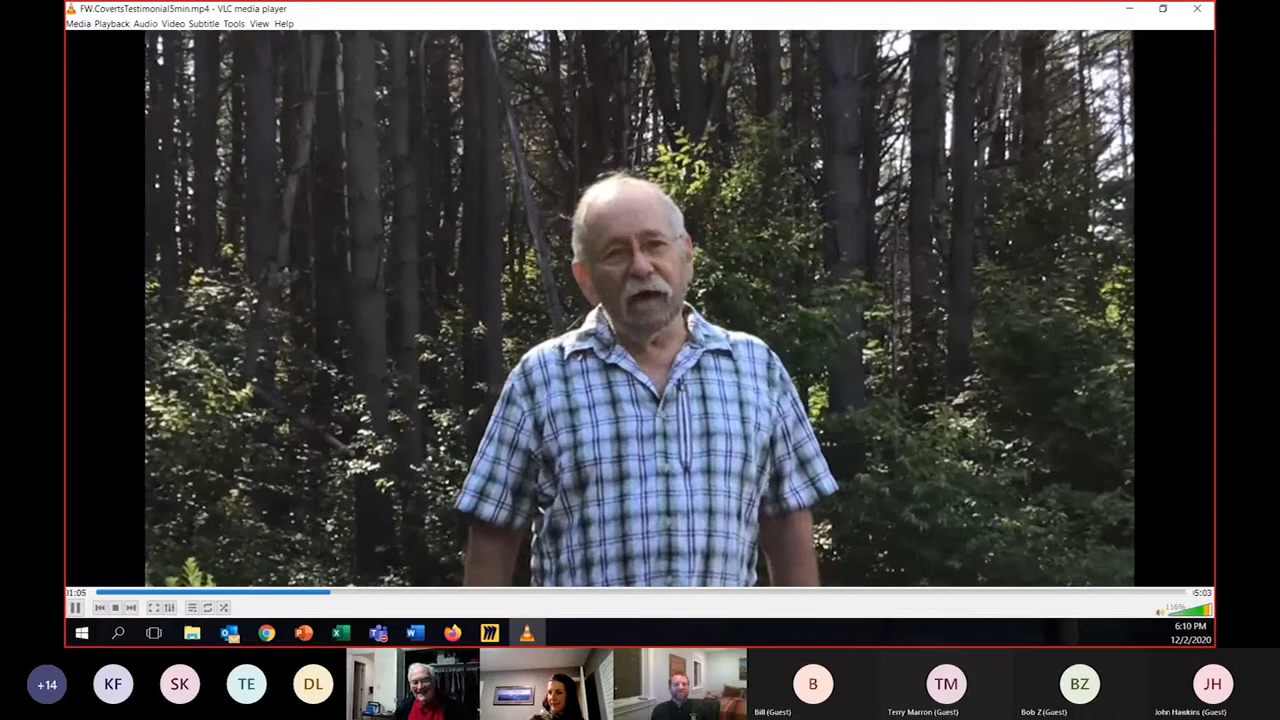 FW.CovertsTestimonial5min.mp4 - VLC media player
Media Playback Audio Video Subtitle Tools View Help
01:05
05:03
116%
6:10 PM
12/2/2020
+14
KF
SK
TE
DL
B
TM
BZ
JH
Bill (Guest)
Terry Marron (Guest)
Bob Z (Guest)
John Hawkins (Guest)